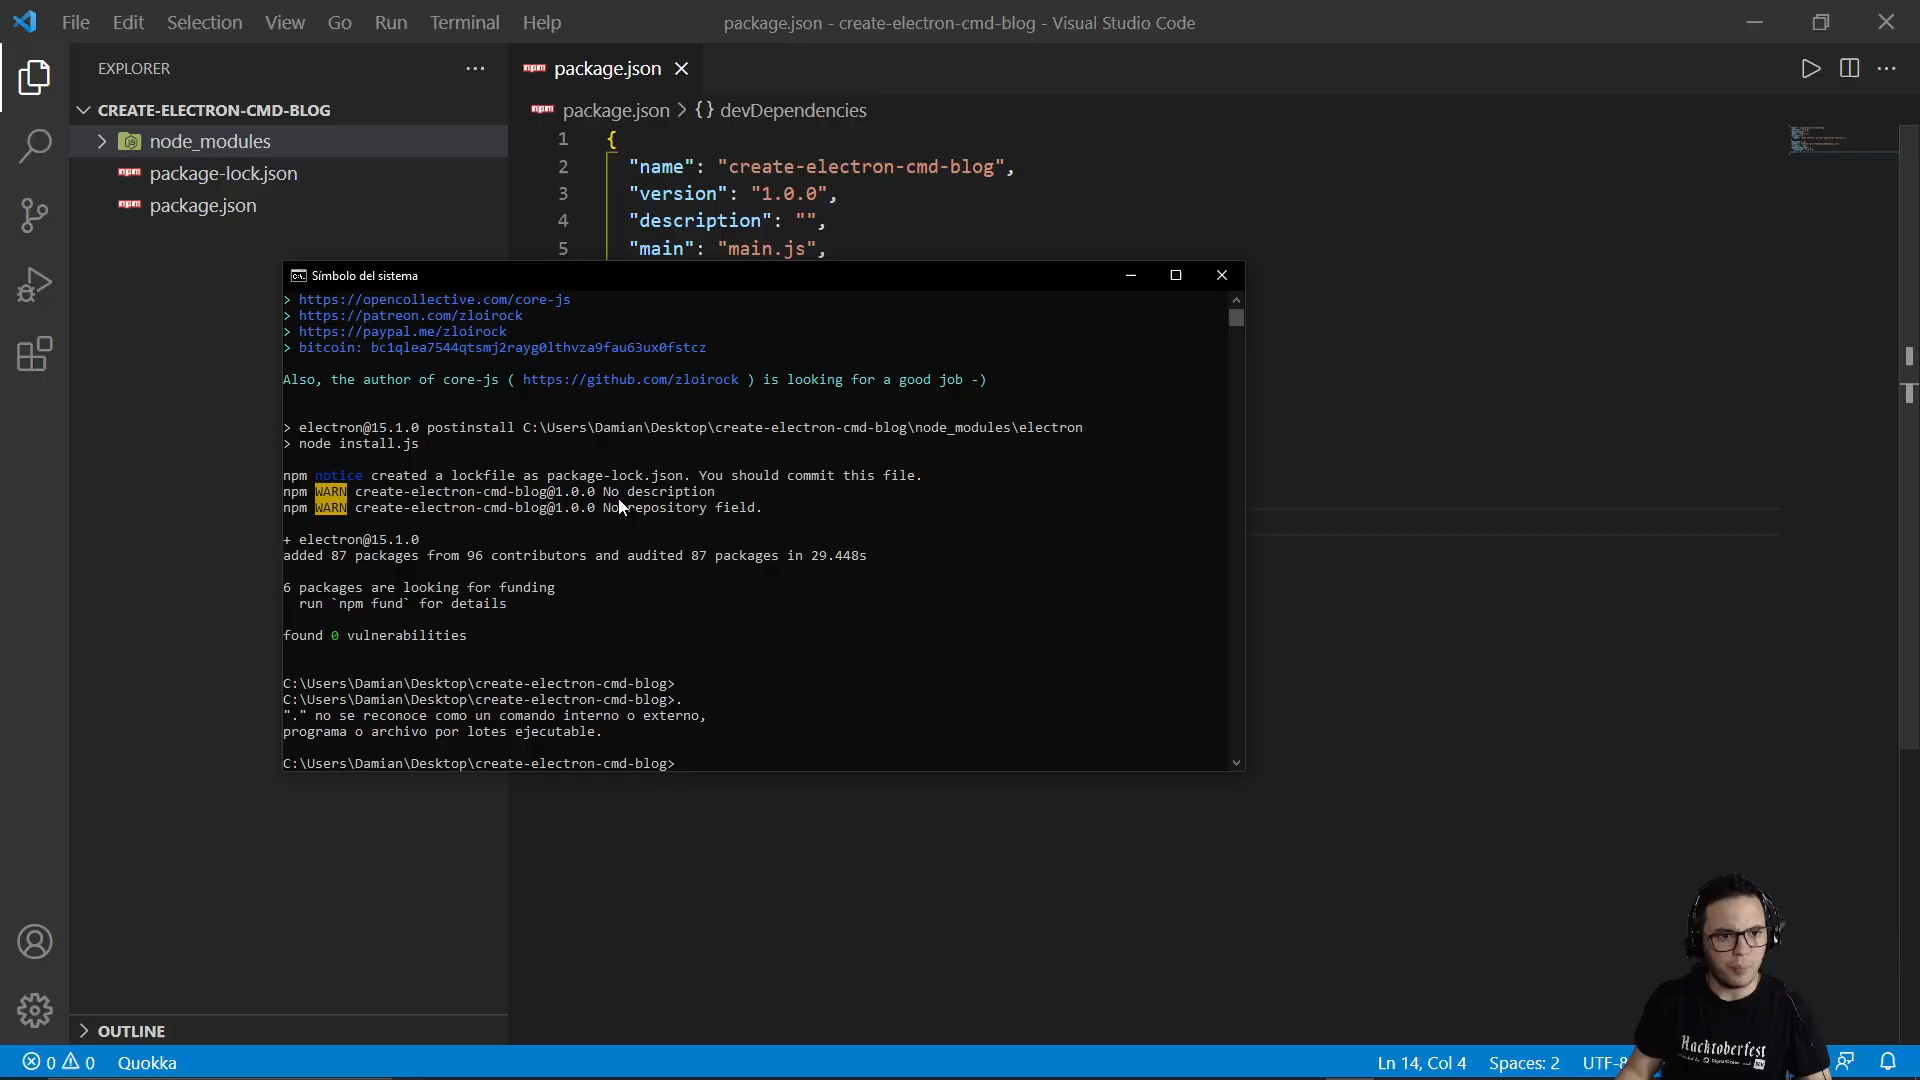 File Edit Selection View Go Run Terminal Help
package.json - create-electron-cmd-blog - Visual Studio Code
EXPLORER
CREATE-ELECTRON-CMD-BLOG
node_modules
npm package-lock.json
npm package.json
OUTLINE
npm package.json
npm package.json > {} devDependencies
1 {
2 "name": "create-electron-cmd-blog",
3 "version": "1.0.0",
4 "description": "",
5 "main": "main.js",
C:\. Símbolo del sistema
> https://opencollective.com/core-js
> https://patreon.com/zloirock
> https://paypal.me/zloirock
> bitcoin: bc1qlea7544qtsmj2rayg0lthvza9fau63ux0fstcz
Also, the author of core-js ( https://github.com/zloirock ) is looking for a good job -)
> electron@15.1.0 postinstall C:\Users\Damian\Desktop\create-electron-cmd-blog\node_modules\electron
> node install.js
npm notice created a lockfile as package-lock.json. You should commit this file.
npm WARN create-electron-cmd-blog@1.0.0 No description
npm WARN create-electron-cmd-blog@1.0.0 No repository field.
+ electron@15.1.0
added 87 packages from 96 contributors and audited 87 packages in 29.448s
6 packages are looking for funding
run `npm fund` for details
found 0 vulnerabilities
C:\Users\Damian\Desktop\create-electron-cmd-blog>
C:\Users\Damian\Desktop\create-electron-cmd-blog>.
"." no se reconoce como un comando interno o externo,
programa o archivo por lotes ejecutable.
C:\Users\Damian\Desktop\create-electron-cmd-blog>
Hacktoberfest
0 0 Quokka
Ln 14, Col 4 Spaces: 2 UTF-8